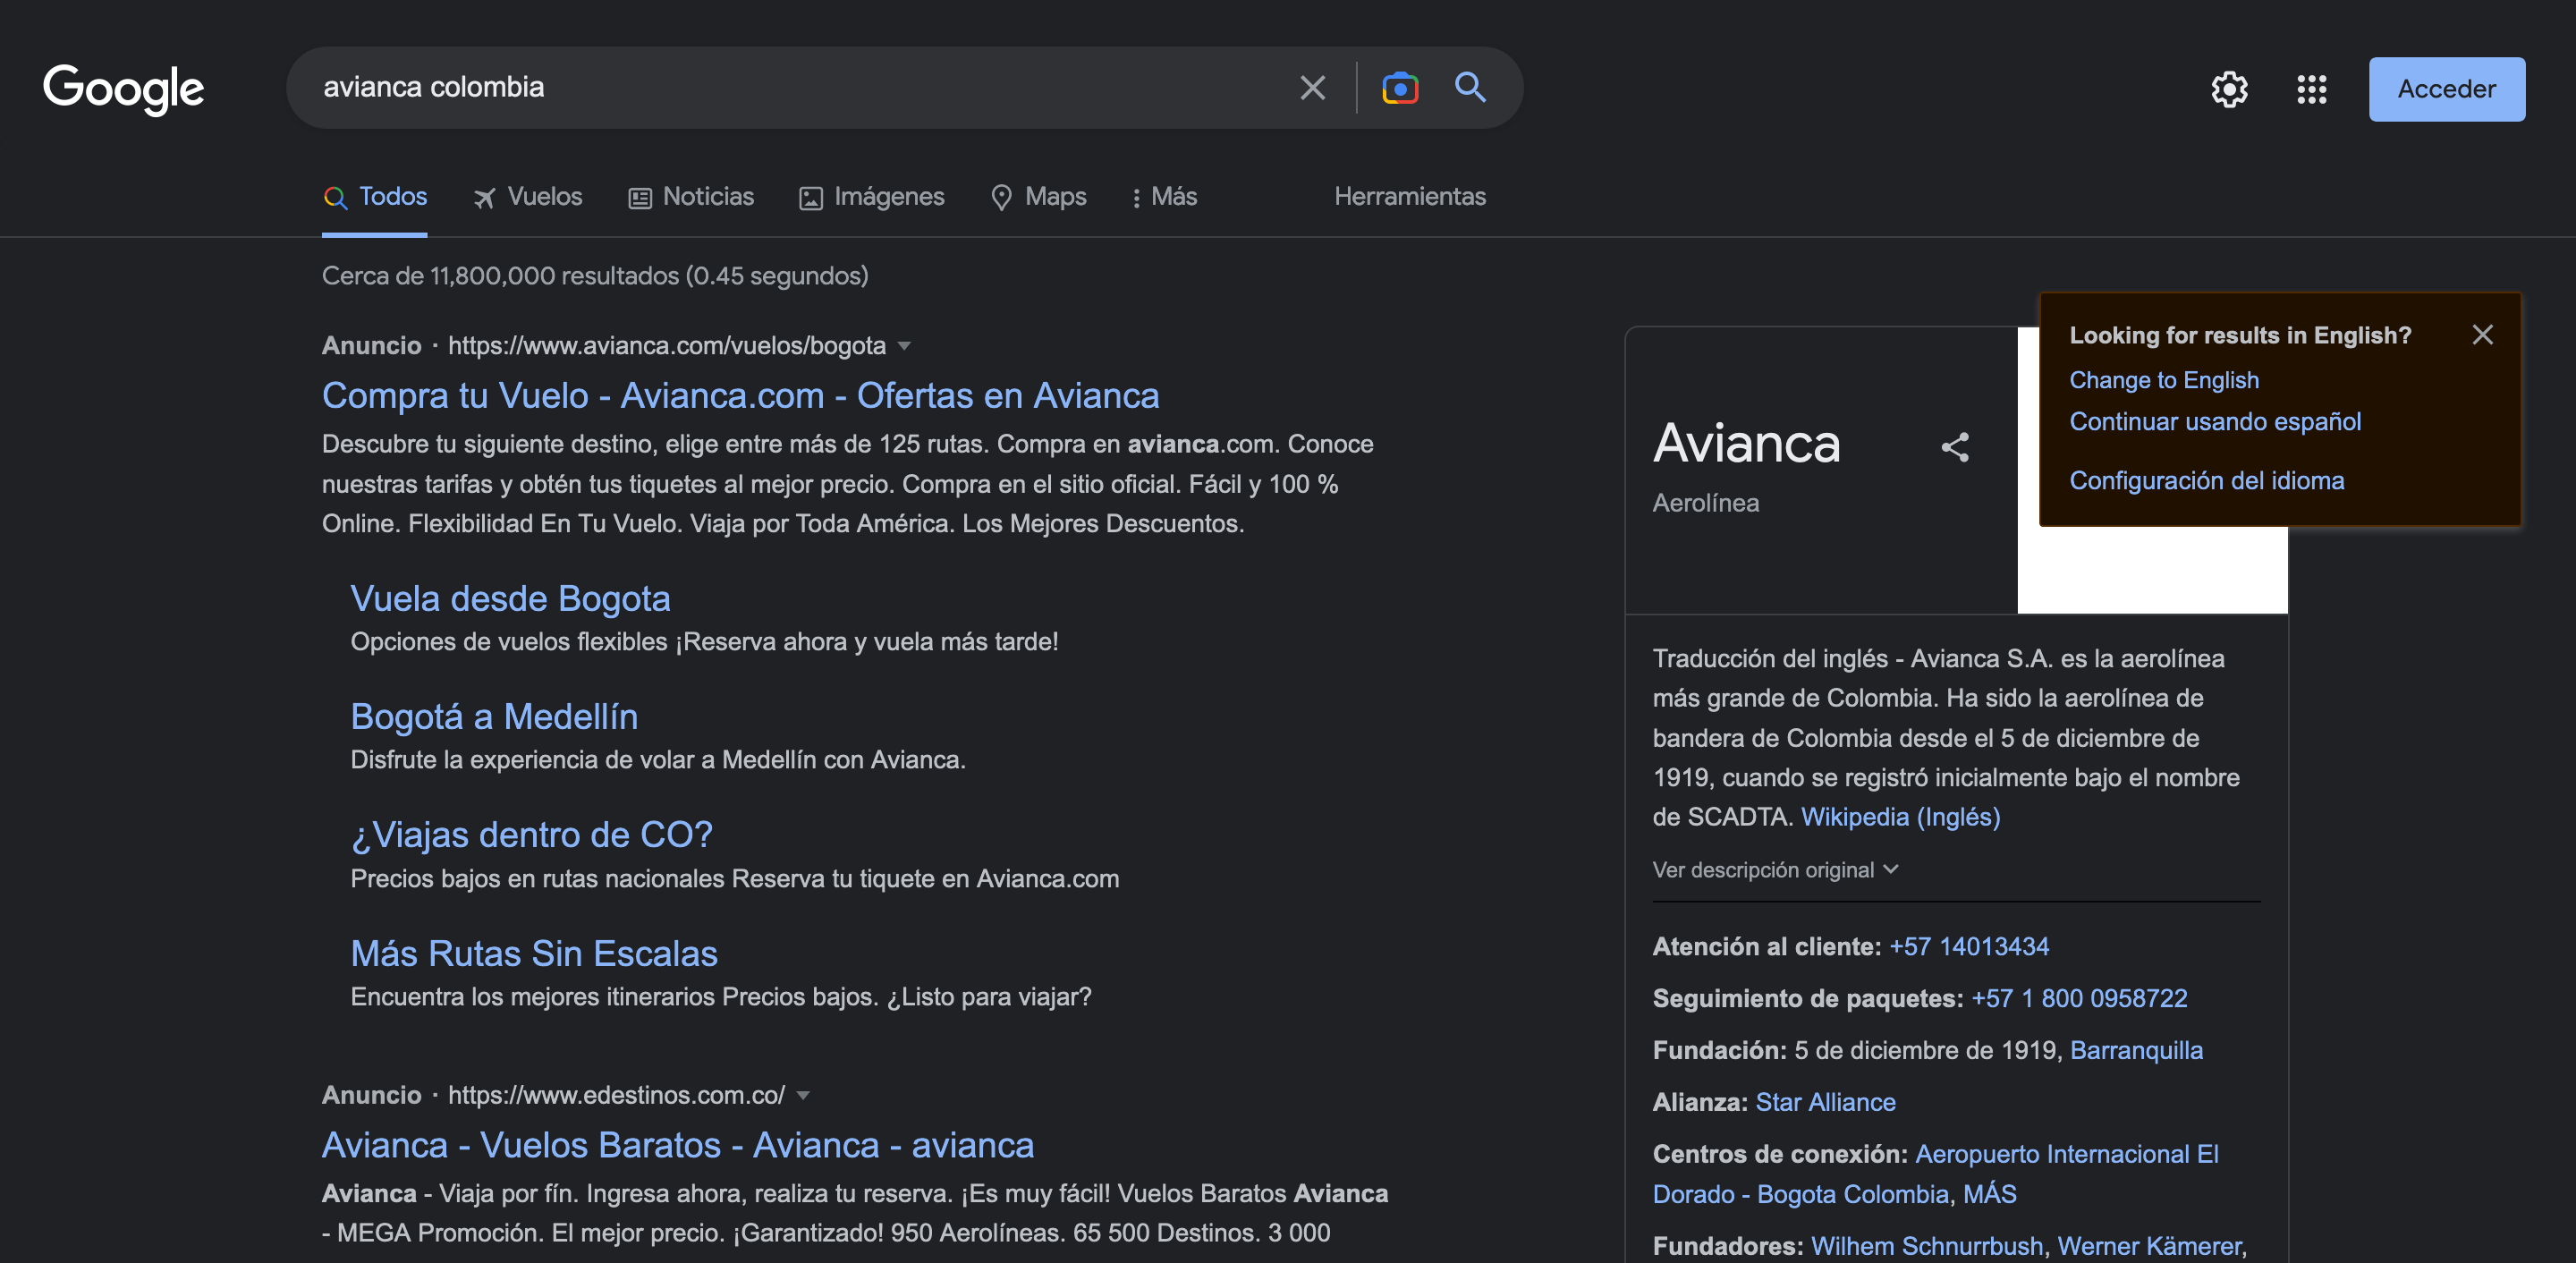 Google
avianca colombia
Acceder
Todos
Vuelos
Noticias
Imágenes
Maps
Más
Herramientas
Cerca de 11,800,000 resultados (0.45 segundos)
Anuncio · https://www.avianca.com/vuelos/bogota
Compra tu Vuelo - Avianca.com - Ofertas en Avianca
Descubre tu siguiente destino, elige entre más de 125 rutas. Compra en avianca.com. Conoce
nuestras tarifas y obtén tus tiquetes al mejor precio. Compra en el sitio oficial. Fácil y 100 %
Online. Flexibilidad En Tu Vuelo. Viaja por Toda América. Los Mejores Descuentos.
Vuela desde Bogota
Opciones de vuelos flexibles ¡Reserva ahora y vuela más tarde!
Bogotá a Medellín
Disfrute la experiencia de volar a Medellín con Avianca.
¿Viajas dentro de CO?
Precios bajos en rutas nacionales Reserva tu tiquete en Avianca.com
Más Rutas Sin Escalas
Encuentra los mejores itinerarios Precios bajos. ¿Listo para viajar?
Anuncio · https://www.edestinos.com.co/
Avianca - Vuelos Baratos - Avianca - avianca
Avianca - Viaja por fín. Ingresa ahora, realiza tu reserva. ¡Es muy fácil! Vuelos Baratos Avianca
- MEGA Promoción. El mejor precio. ¡Garantizado! 950 Aerolíneas. 65 500 Destinos. 3 000
Looking for results in English?
Change to English
Continuar usando español
Configuración del idioma
Avianca
Aerolínea
Traducción del inglés - Avianca S.A. es la aerolínea
más grande de Colombia. Ha sido la aerolínea de
bandera de Colombia desde el 5 de diciembre de
1919, cuando se registró inicialmente bajo el nombre
de SCADTA. Wikipedia (Inglés)
Ver descripción original
Atención al cliente: +57 14013434
Seguimiento de paquetes: +57 1 800 0958722
Fundación: 5 de diciembre de 1919, Barranquilla
Alianza: Star Alliance
Centros de conexión: Aeropuerto Internacional El
Dorado - Bogota Colombia, MÁS
Fundadores: Wilhem Schnurrbush, Werner Kämerer,